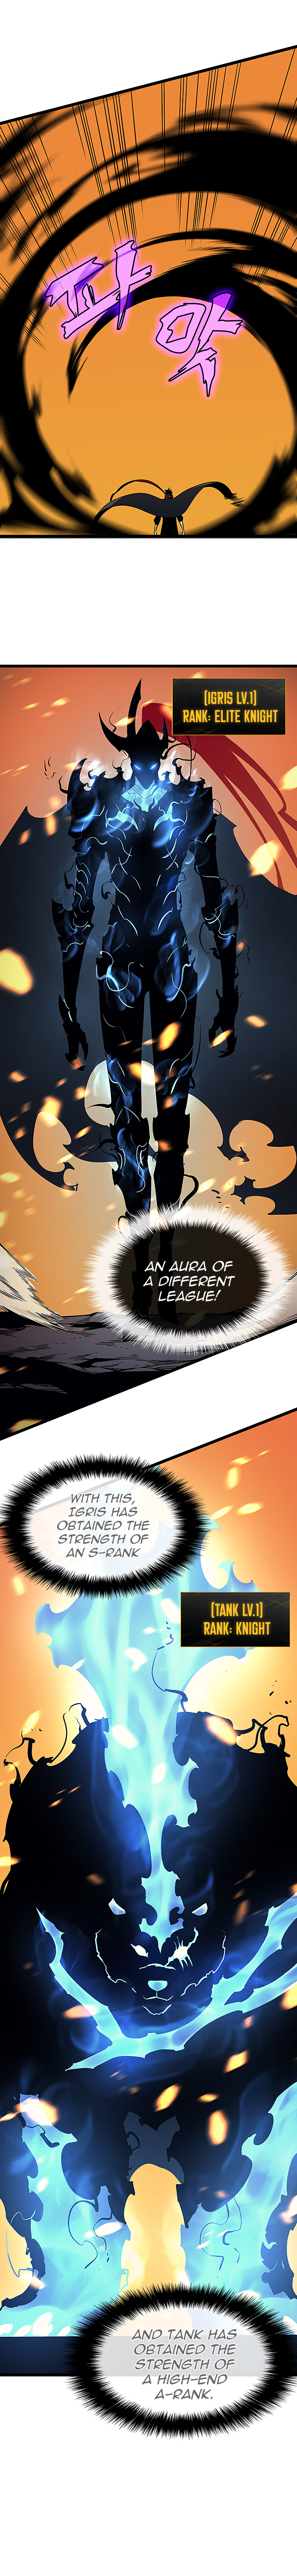 파악
[IGRIS LV.1]
RANK: ELITE KNIGHT
AN AURA OF
A DIFFERENT
LEAGUE!
WITH THIS,
IGRIS HAS
OBTAINED THE
STRENGTH OF
AN S-RANK
[TANK LV.1]
RANK: KNIGHT
AND TANK HAS
OBTAINED THE
STRENGTH OF
A HIGH-END
A-RANK.